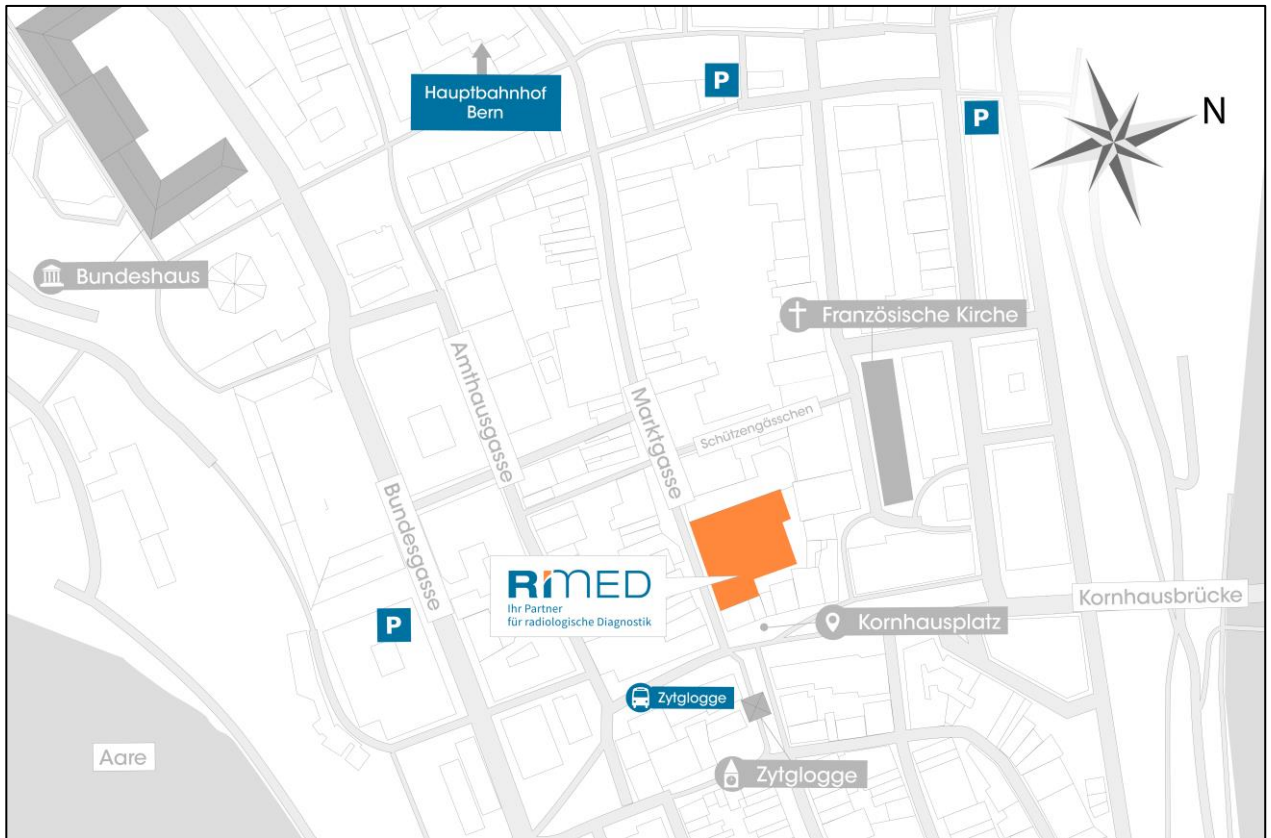 Hauptbahnhof
Bern
P
P
N
Bundeshaus
Französische Kirche
Amthausgasse
Marktgasse
Schützengässchen
Bundesgasse
RIMED
Ihr Partner
für radiologische Diagnostik
Kornhausbrücke
P
Kornhausplatz
Zytglogge
Aare
Zytglogge